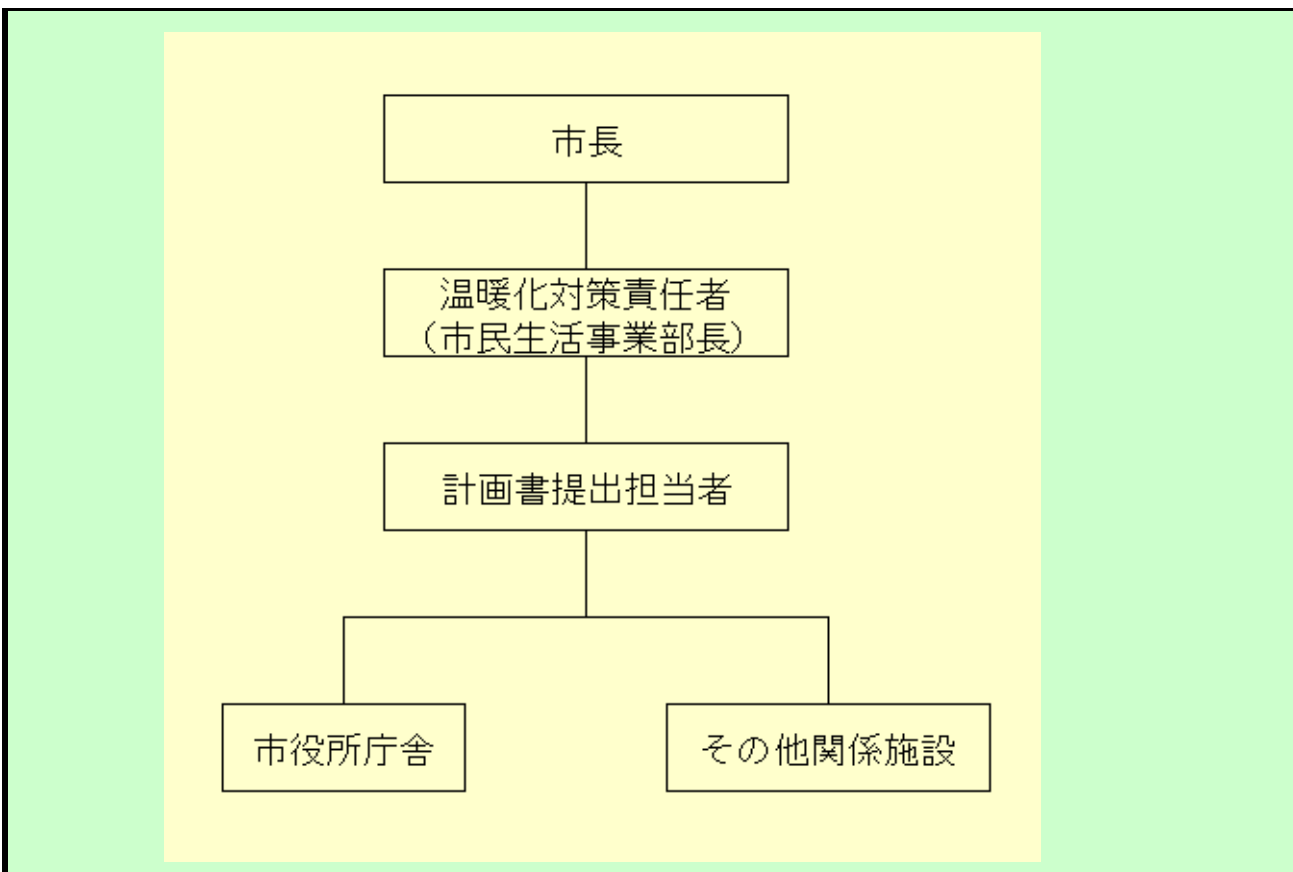 市長
温暖化対策責任者
（市民生活事業部長）
計画書提出担当者
市役所庁舎
その他関係施設